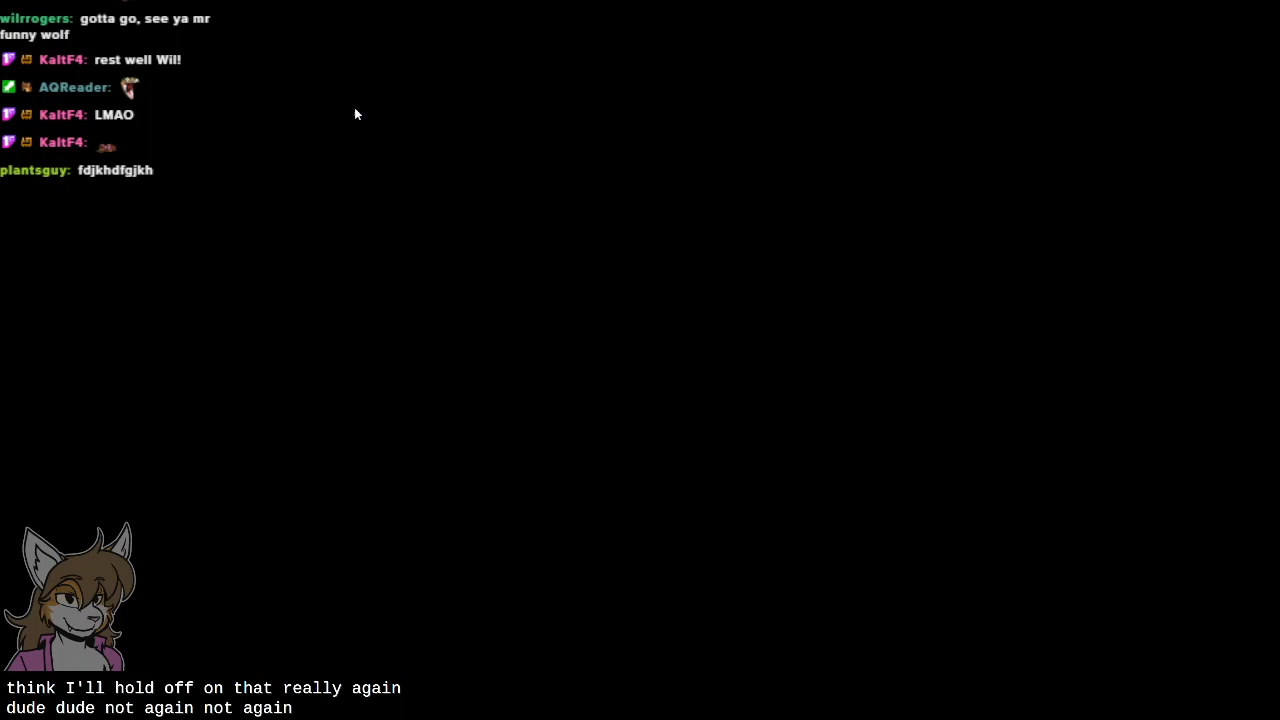 wilrrogers: gotta go, see ya mr
funny wolf
KaltF4: rest well Wil!
AQReader:
KaltF4: LMAO
KaltF4:
plantsguy: fdjkhdfgjkh
think I'll hold off on that really again
dude dude not again not again